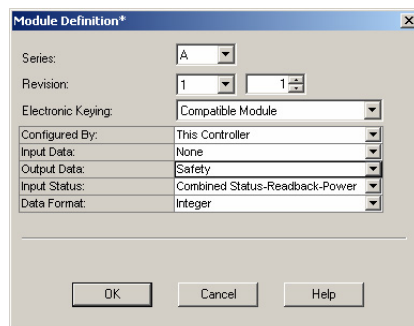 Module Definition*
Series: A
Revision: 1 1
Electronic Keying: Compatible Module
Configured By: This Controller
Input Data: None
Output Data: Safety
Input Status: Combined Status-Readback-Power
Data Format: Integer
OK Cancel Help